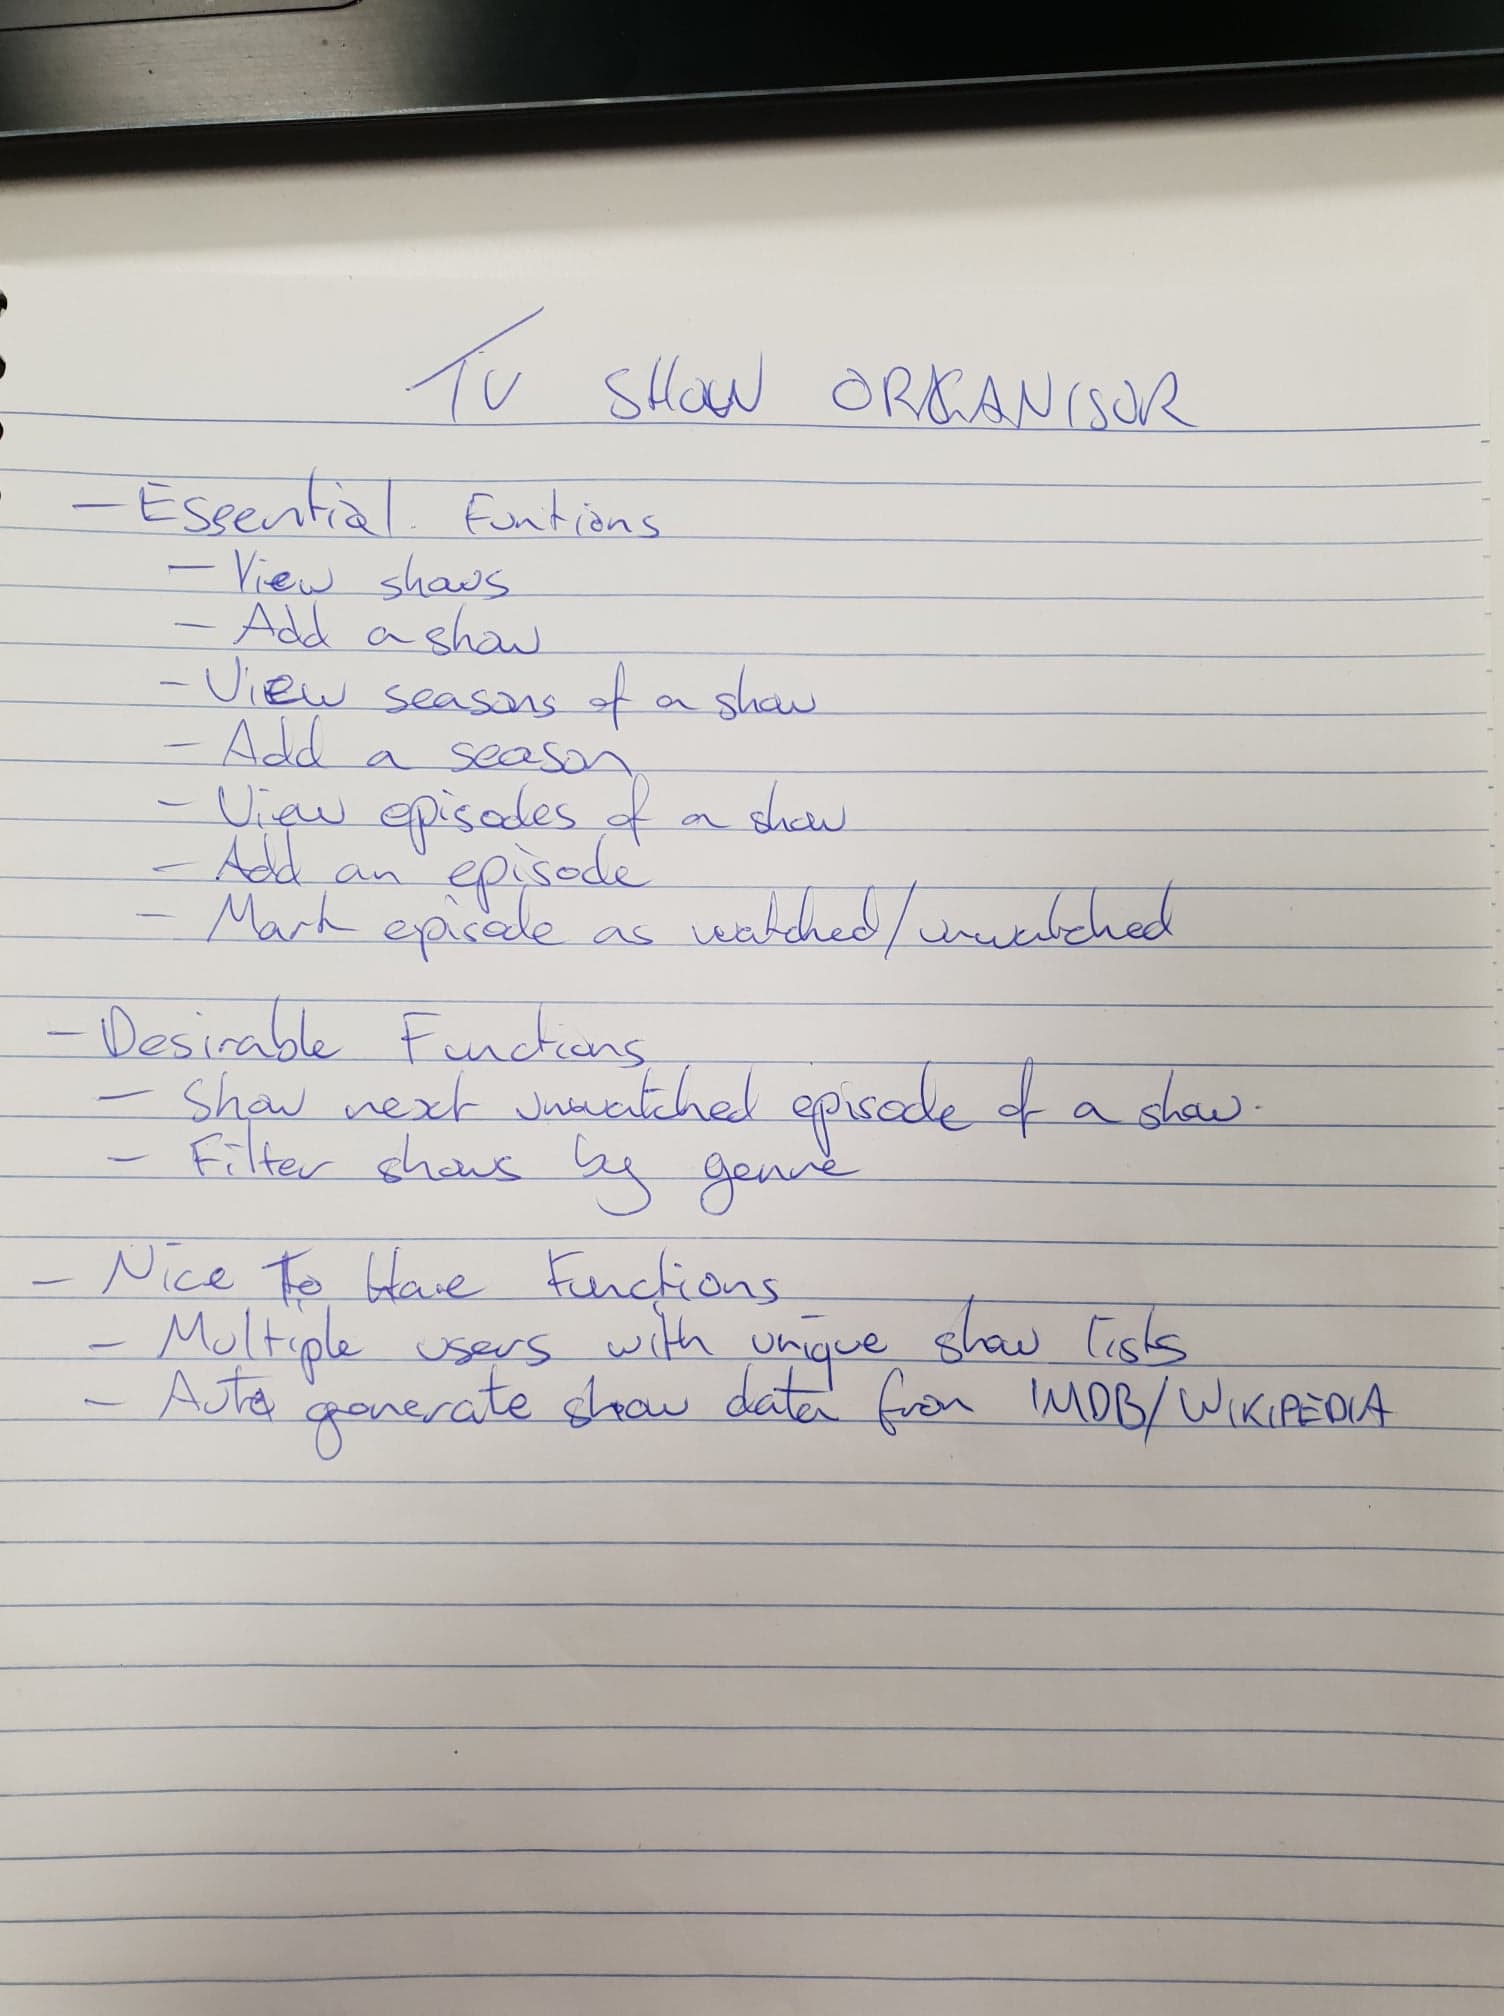 TV SHOW ORGANISOR
- Essential Funtions
- View shows
- Add a show
- View seasons of a show
- Add a season
- View episodes of a show
- Add an episode
- Mark episode as watched/unwatched
- Desirable Functions
- Show next unwatched episode of a show.
- Filter shows by genre
- Nice To Have Functions
- Multiple users with unique show lists
- Auto generate show data from IMDB/WIKIPEDIA